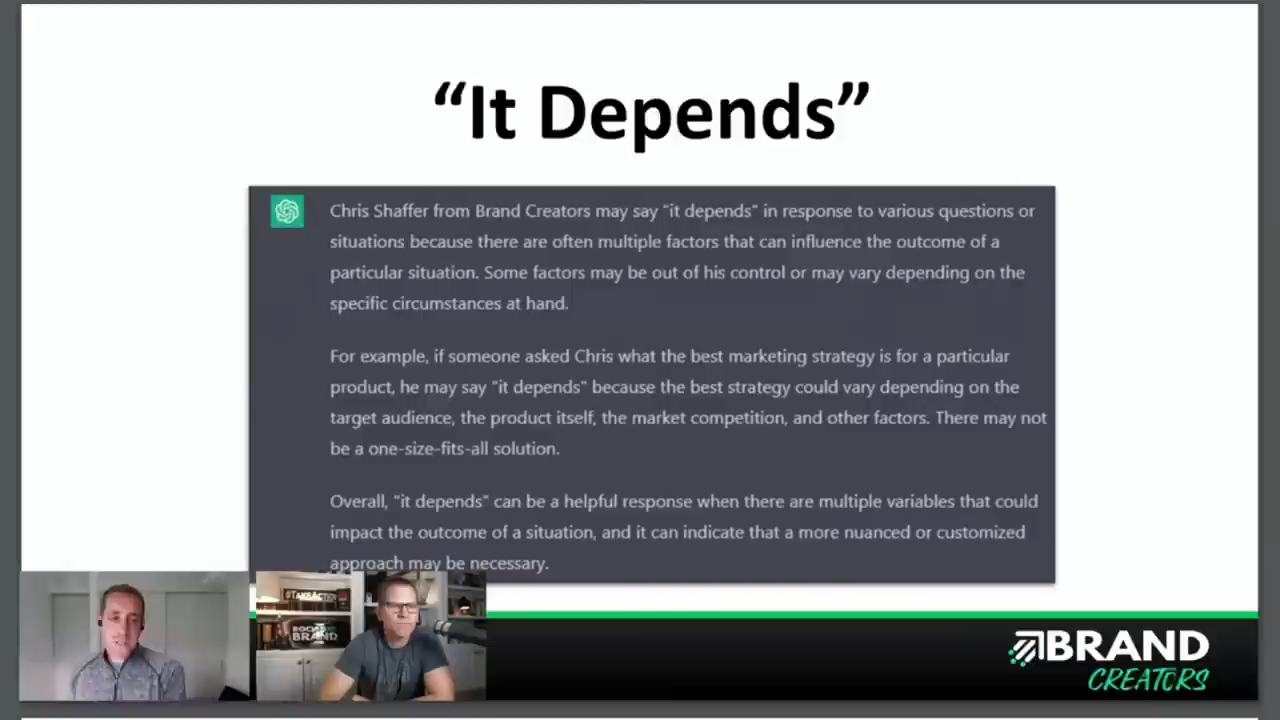 “It Depends”
Chris Shaffer from Brand Creators may say "it depends" in response to various questions or
situations because there are often multiple factors that can influence the outcome of a
particular situation. Some factors may be out of his control or may vary depending on the
specific circumstances at hand.
For example, if someone asked Chris what the best marketing strategy is for a particular
product, he may say "it depends" because the best strategy could vary depending on the
target audience, the product itself, the market competition, and other factors. There may not
be a one-size-fits-all solution.
Overall, "it depends" can be a helpful response when there are multiple variables that could
impact the outcome of a situation, and it can indicate that a more nuanced or customized
approach may be necessary.
#TAKEACTION
BRAND
BRAND
CREATORS